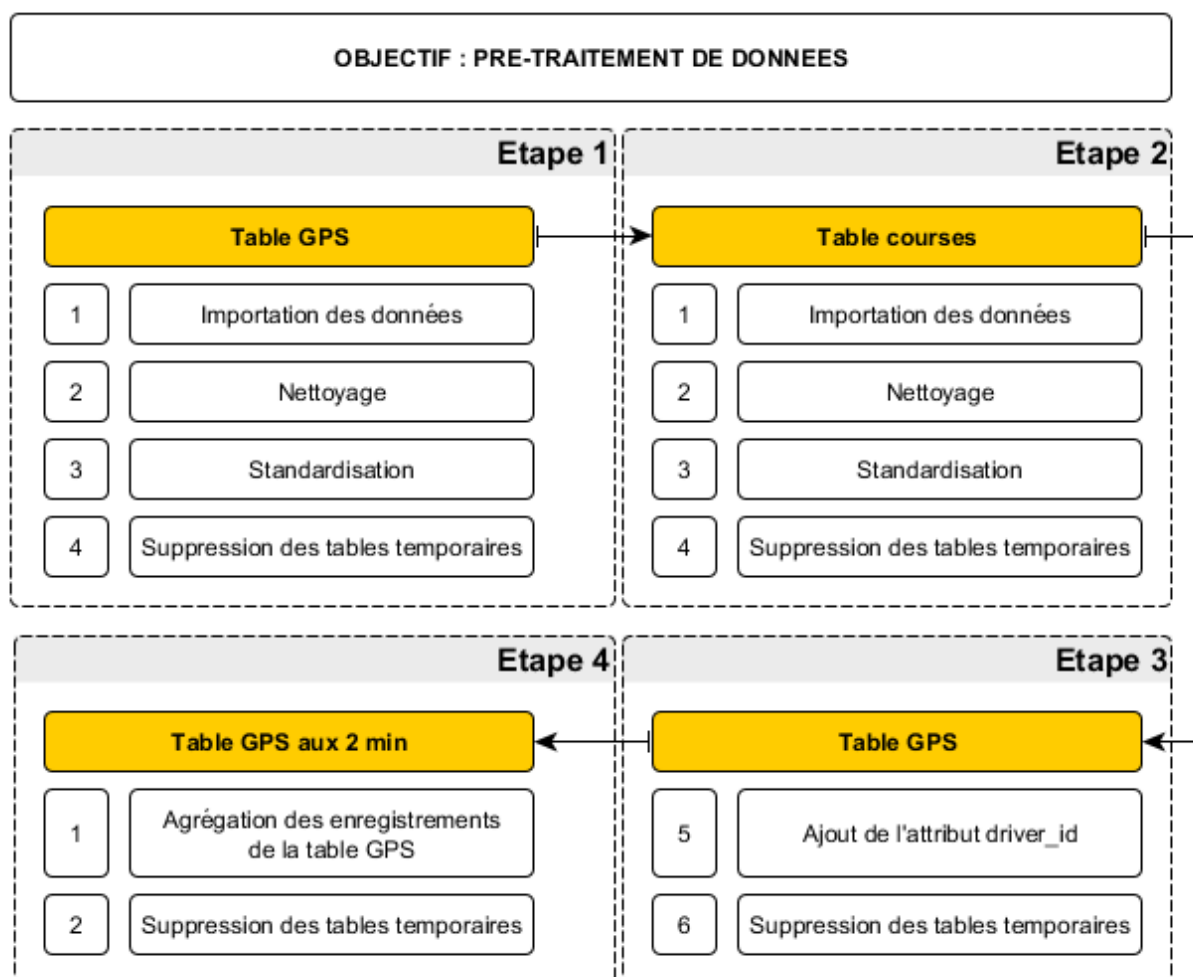 OBJECTIF : PRE-TRAITEMENT DE DONNEES
Etape 1
Table GPS
1
Importation des données
2
Nettoyage
3
Standardisation
4
Suppression des tables temporaires
Etape 2
Table courses
1
Importation des données
2
Nettoyage
3
Standardisation
4
Suppression des tables temporaires
Etape 3
Table GPS
5
Ajout de l'attribut driver_id
6
Suppression des tables temporaires
Etape 4
Table GPS aux 2 min
1
Agrégation des enregistrements
de la table GPS
2
Suppression des tables temporaires